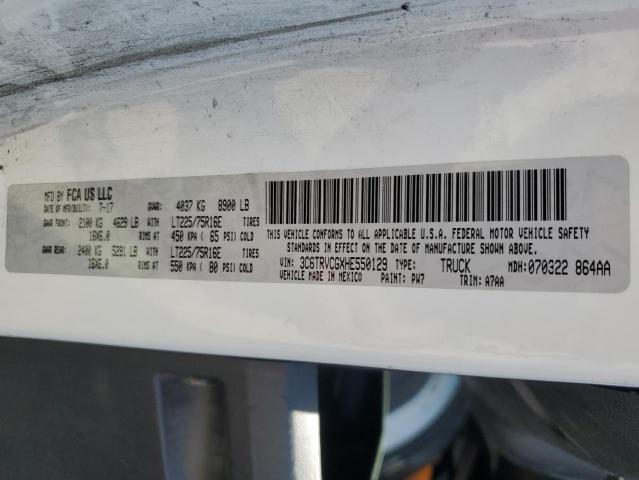 MFD BY FCA US LLC
DATE OF MFR(BUILT): 7-17 GVWR: 4037 KG 8900 LB
GAWR FRONT: 2100 KG 4629 LB WITH LT225/75R16E TIRES
16X6.0 RIMS AT 450 KPA ( 65 PSI) COLD
GAWR REAR: 2400 KG 5291 LB WITH LT225/75R16E TIRES
16X6.0 RIMS AT 550 KPA ( 80 PSI) COLD
THIS VEHICLE CONFORMS TO ALL APPLICABLE U.S.A. FEDERAL MOTOR VEHICLE SAFETY
STANDARDS IN EFFECT ON THE DATE OF MANUFACTURE SHOWN ABOVE.
VIN: 3C6TRVCGXHE550129 TYPE: TRUCK MDH: 070322 864AA
VEHICLE MADE IN MEXICO PAINT: PW7 TRIM: A7AA